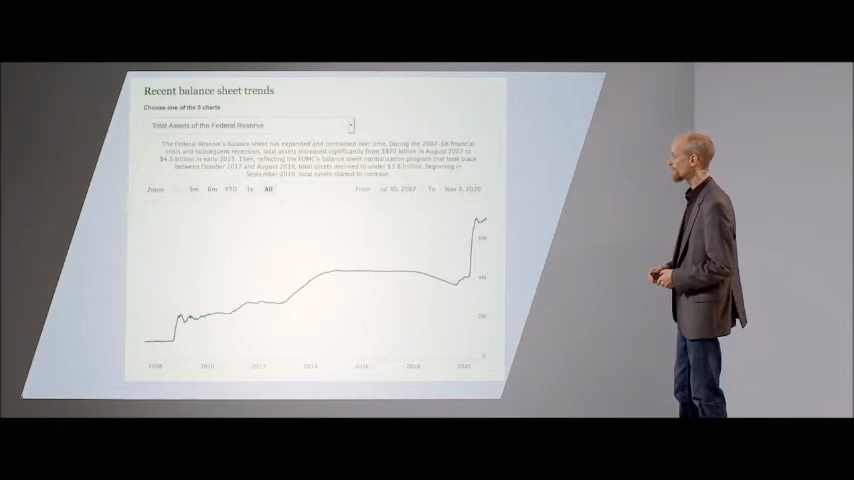 Recent balance sheet trends
Choose one of the 5 charts.
Total Assets of the Federal Reserve
The Federal Reserve's balance sheet has expanded and contracted over time. During the 2007-08 financial
crisis and subsequent recession, total assets increased significantly from $870 billion in August 2007 to
$4.5 trillion in early 2015. Then, reflecting the FOMC's balance sheet normalization program that took place
between October 2017 and August 2019, total assets declined to under $3.8 trillion. Beginning in
September 2019, total assets started to increase.
Zoom 3m 6m YTD 1y All From Jul 30, 2007 To Nov 3, 2020
6M
4M
2M
0
2008 2010 2012 2014 2016 2018 2020